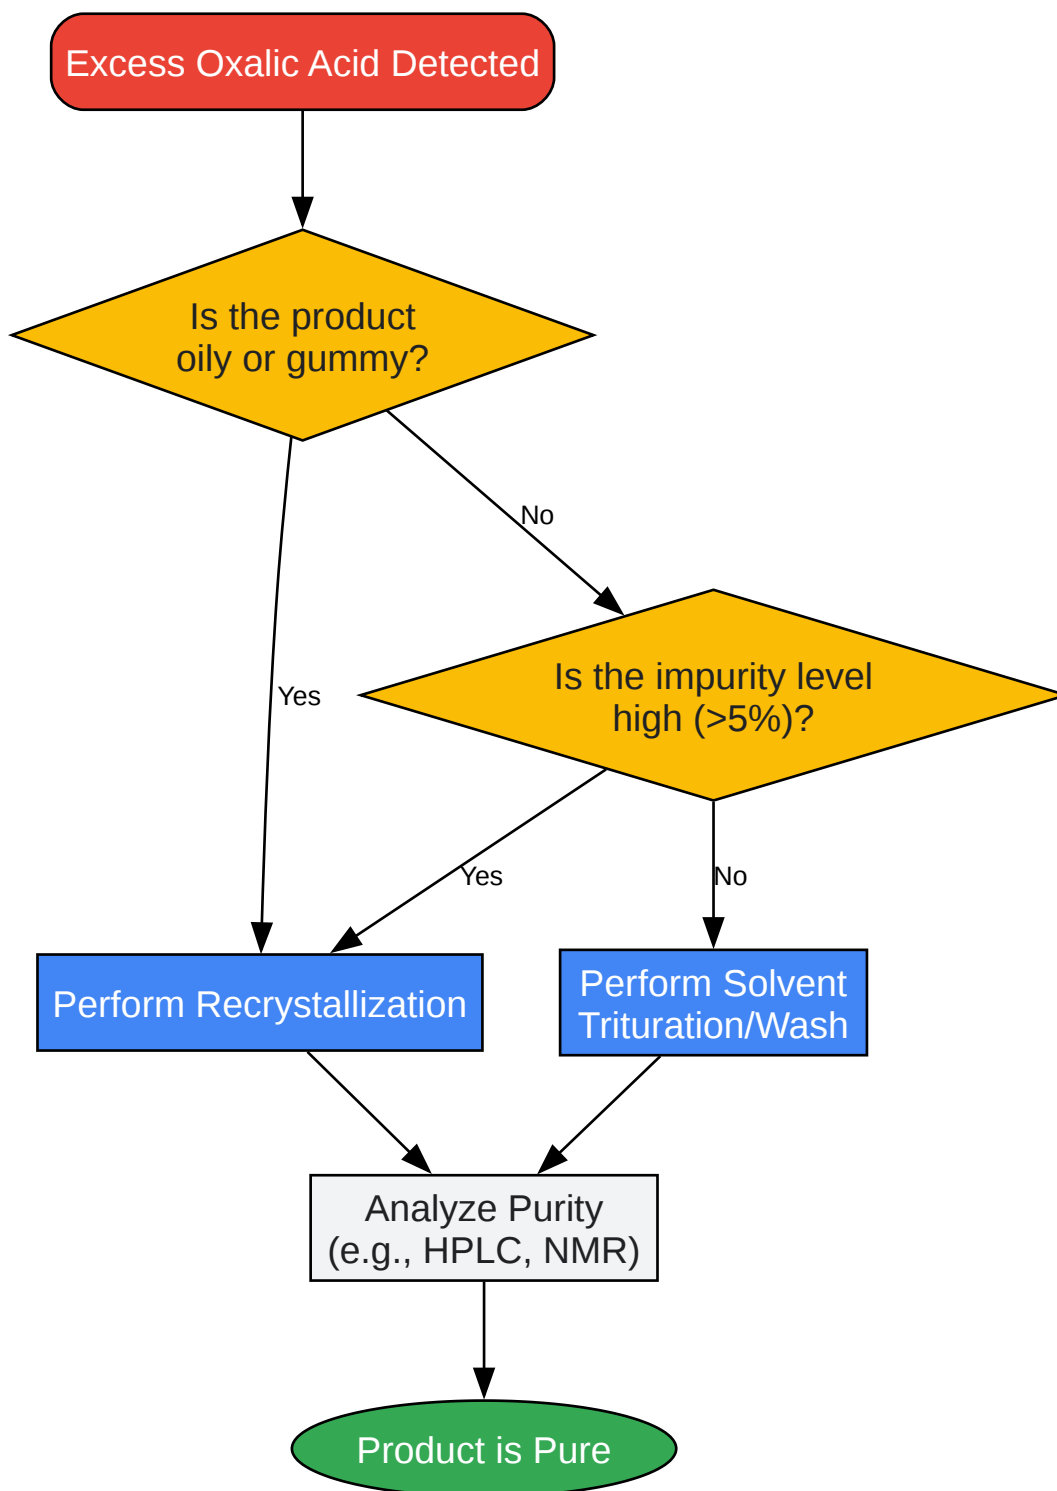 Excess Oxalic Acid Detected
Is the product
oily or gummy?
No
Is the impurity level
high (>5%)?
Yes
Yes
No
Perform Recrystallization
Perform Solvent
Trituration/Wash
Analyze Purity
(e.g., HPLC, NMR)
Product is Pure